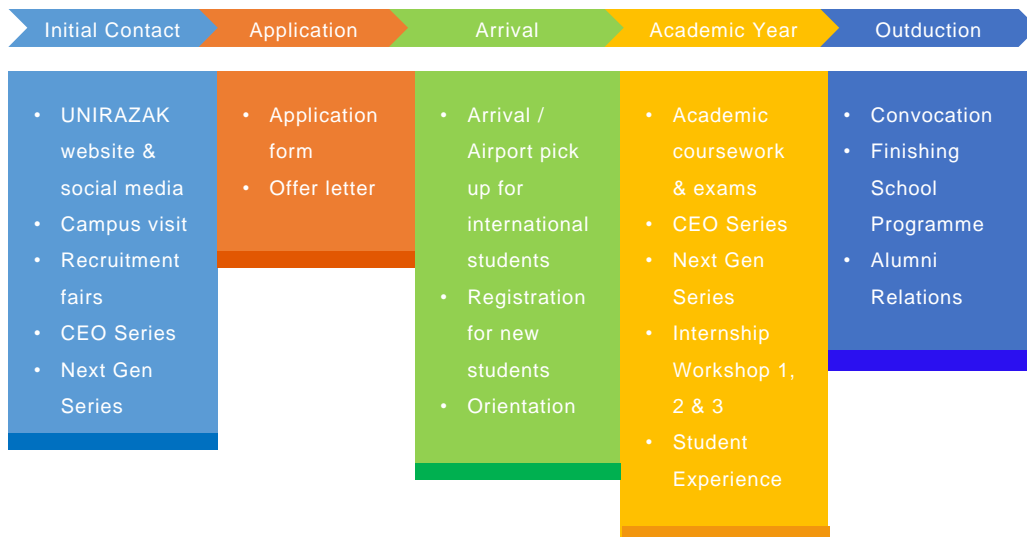 Initial Contact
Application
Arrival
Academic Year
Outduction
• UNIRAZAK
website &
social media
• Campus visit
• Recruitment
fairs
• CEO Series
• Next Gen
Series
• Application
form
• Offer letter
• Arrival /
Airport pick
up for
international
students
• Registration
for new
students
• Orientation
• Academic
coursework
& exams
• CEO Series
• Next Gen
Series
• Internship
Workshop 1,
2 & 3
• Student
Experience
• Convocation
• Finishing
School
Programme
• Alumni
Relations